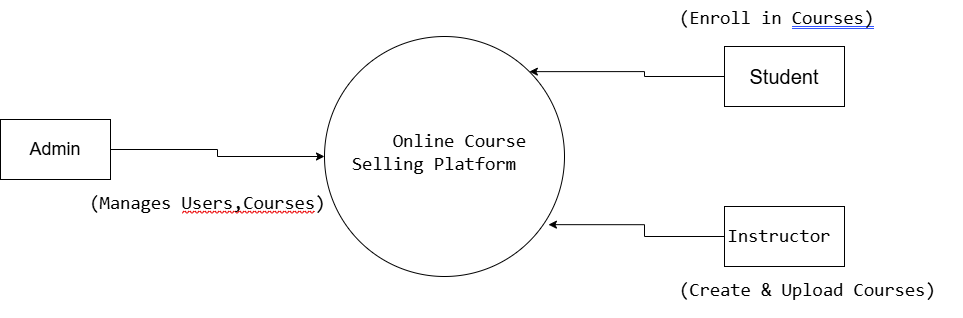 (Enroll in Courses)
Student
Admin
Online Course
Selling Platform
(Manages Users,Courses)
Instructor
(Create & Upload Courses)